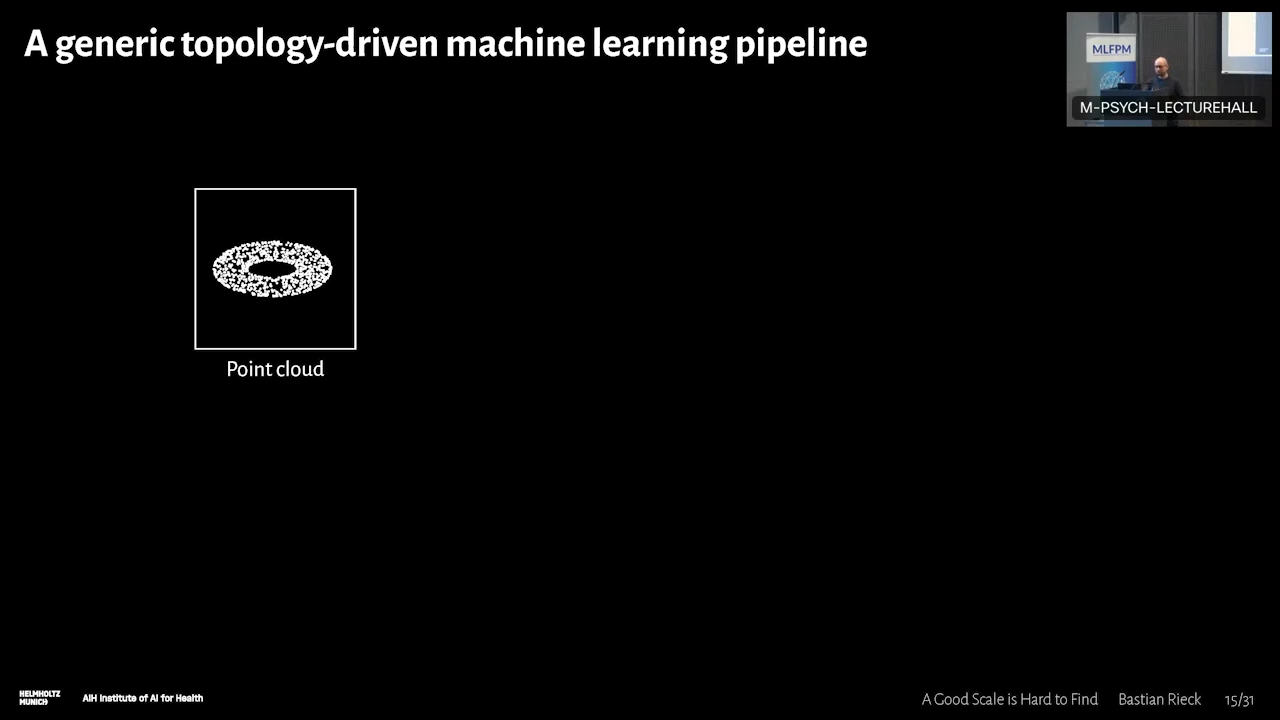 A generic topology-driven machine learning pipeline
MLFPM
M-PSYCH-LECTUREHALL
Point cloud
HELMHOLTZ
MUNICH
AIH Institute of AI for Health
A Good Scale is Hard to Find Bastian Rieck 15/31